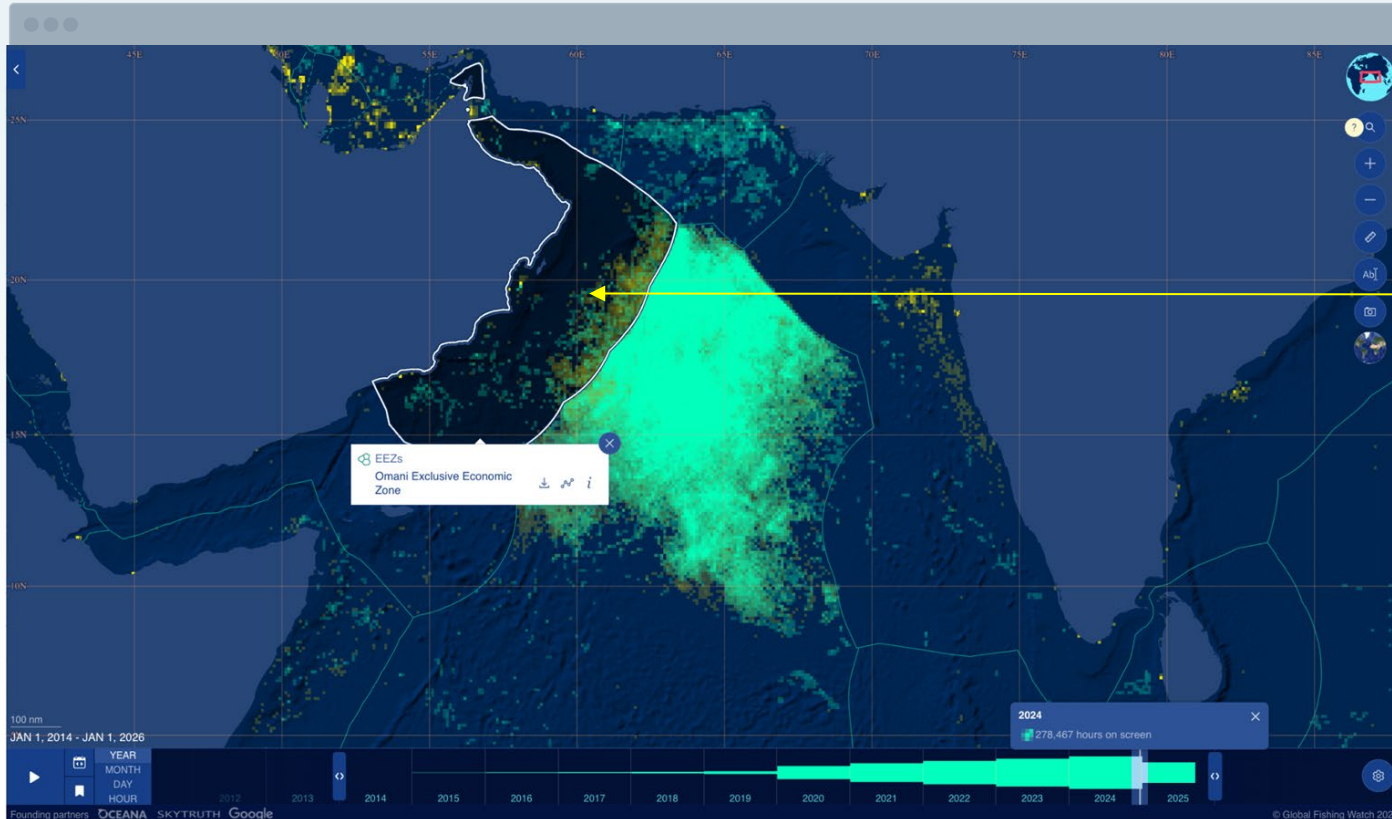 45E 50E 55E 60E 65E 70E 75E 80E 85E
25N
?
20N
AbI
15N
EEZs
Omani Exclusive Economic
Zone
i
10N
100 nm
JAN 1, 2014 - JAN 1, 2026
2024
278,467 hours on screen
YEAR
MONTH
DAY
HOUR
2012 2013 2014 2015 2016 2017 2018 2019 2020 2021 2022 2023 2024 2025
Founding partners OCEANA SKYTRUTH Google
© Global Fishing Watch